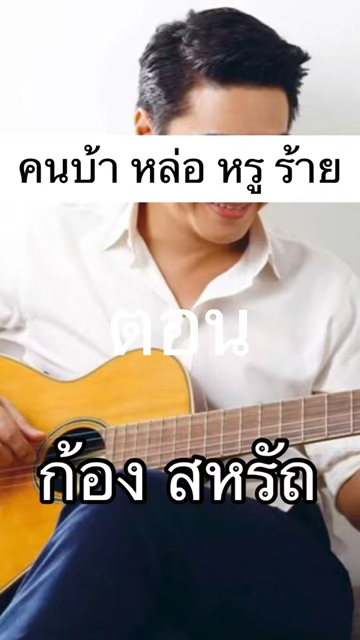 คนบ้า หล่อ หรู ร้าย
ตอน
ก้อง สหรัถ